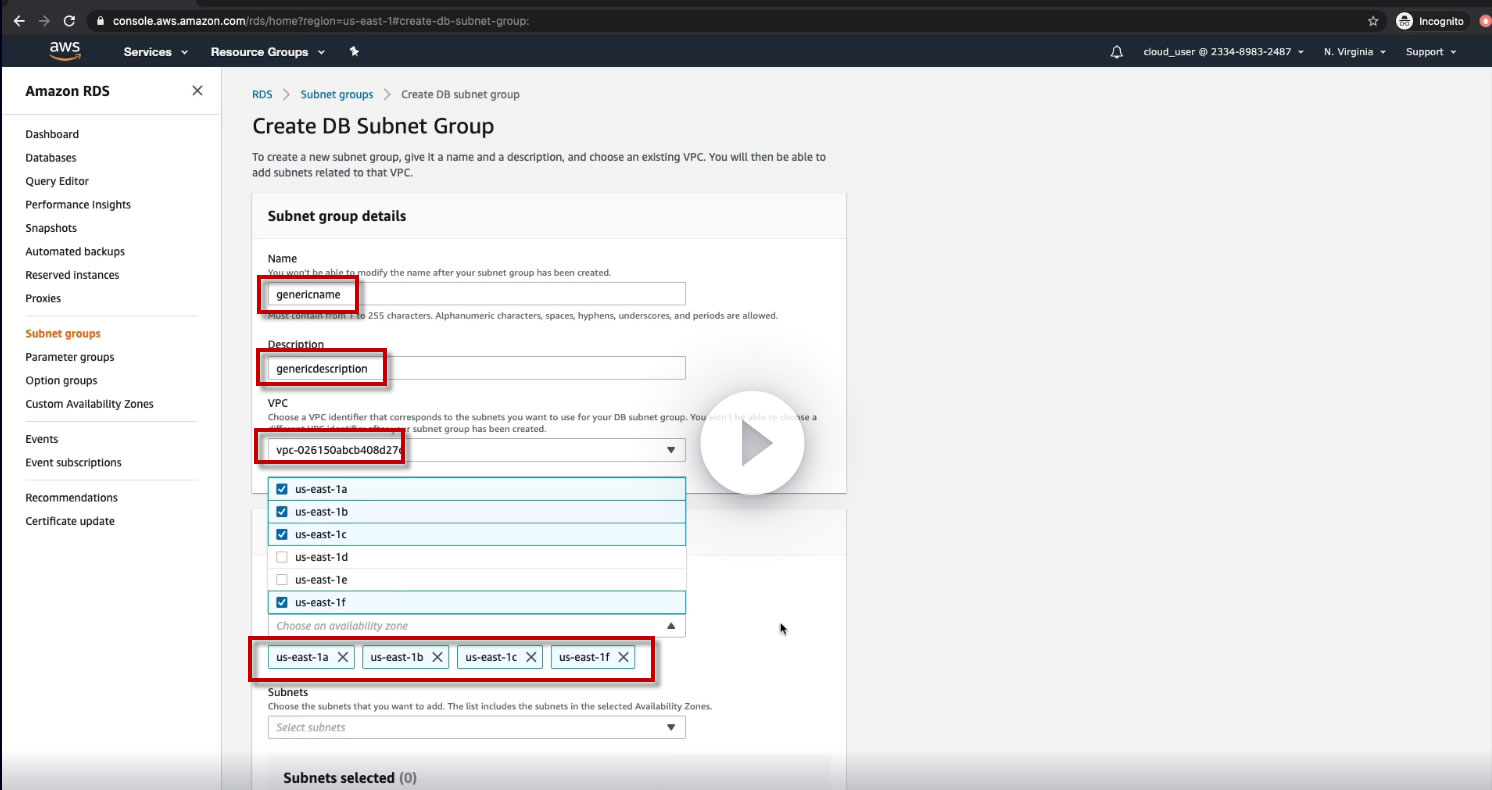 console.aws.amazon.com/rds/home?region=us-east-1#create-db-subnet-group:
Incognito
aws
Services
Resource Groups
cloud_user @ 2334-8983-2487
N. Virginia
Support
Amazon RDS
Dashboard
Databases
Query Editor
Performance Insights
Snapshots
Automated backups
Reserved instances
Proxies
Subnet groups
Parameter groups
Option groups
Custom Availability Zones
Events
Event subscriptions
Recommendations
Certificate update
RDS > Subnet groups > Create DB subnet group
Create DB Subnet Group
To create a new subnet group, give it a name and a description, and choose an existing VPC. You will then be able to
add subnets related to that VPC.
Subnet group details
Name
You won't be able to modify the name after your subnet group has been created.
genericname
Must contain from 1 to 255 characters. Alphanumeric characters, spaces, hyphens, underscores, and periods are allowed.
Description
genericdescription
VPC
Choose a VPC identifier that corresponds to the subnets you want to use for your DB subnet group. You won't be able to choose a
different VPC identifier after your subnet group has been created.
vpc-026150abcb408d27
us-east-1a
us-east-1b
us-east-1c
us-east-1d
us-east-1e
us-east-1f
Choose an availability zone
us-east-1a
us-east-1b
us-east-1c
us-east-1f
Subnets
Choose the subnets that you want to add. The list includes the subnets in the selected Availability Zones.
Select subnets
Subnets selected (0)